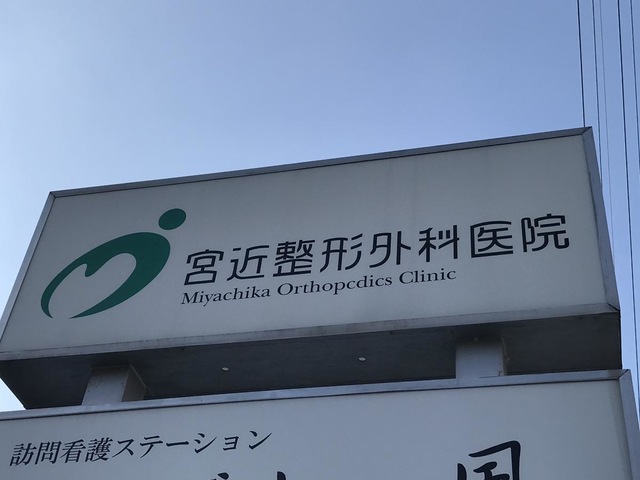 宮近整形外科医院
Miyachika Orthopcdics Clinic
訪問看護ステーション